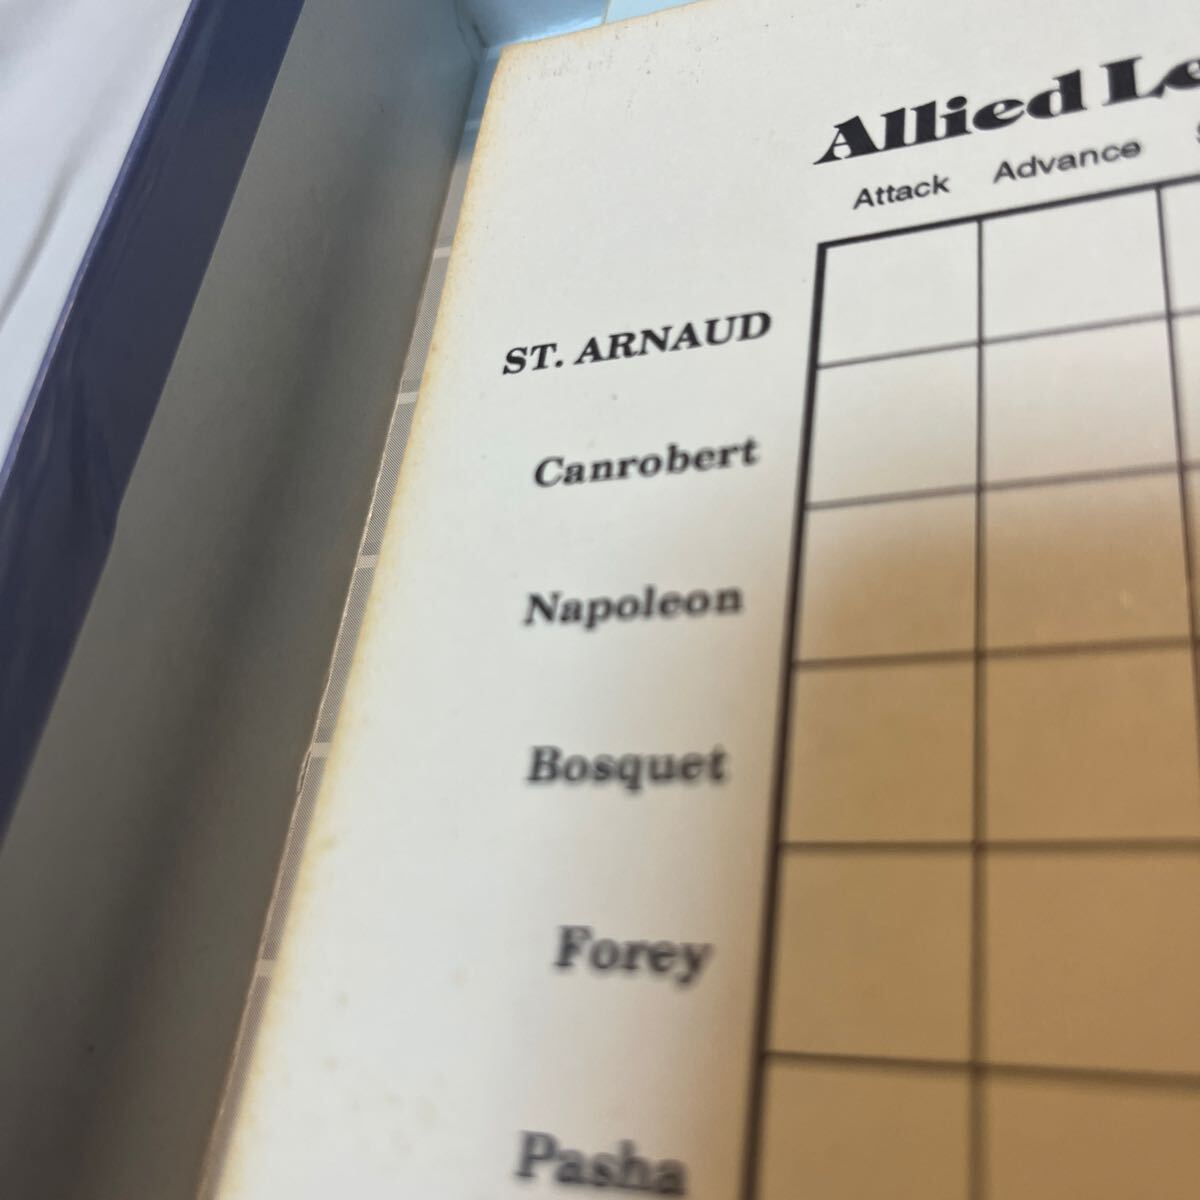 Allied Le
Attack Advance
ST. ARNAUD
Canrobert
Napoleon
Bosquet
Forey
Pasha